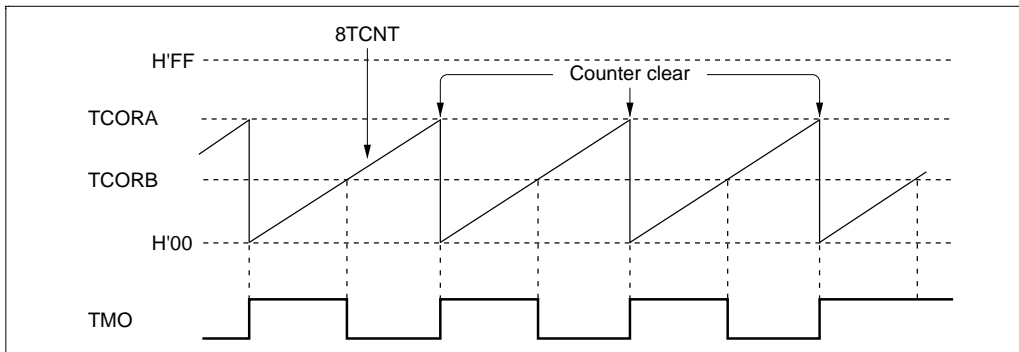 8TCNT
H'FF
Counter clear
TCORA
TCORB
H'00
TMO